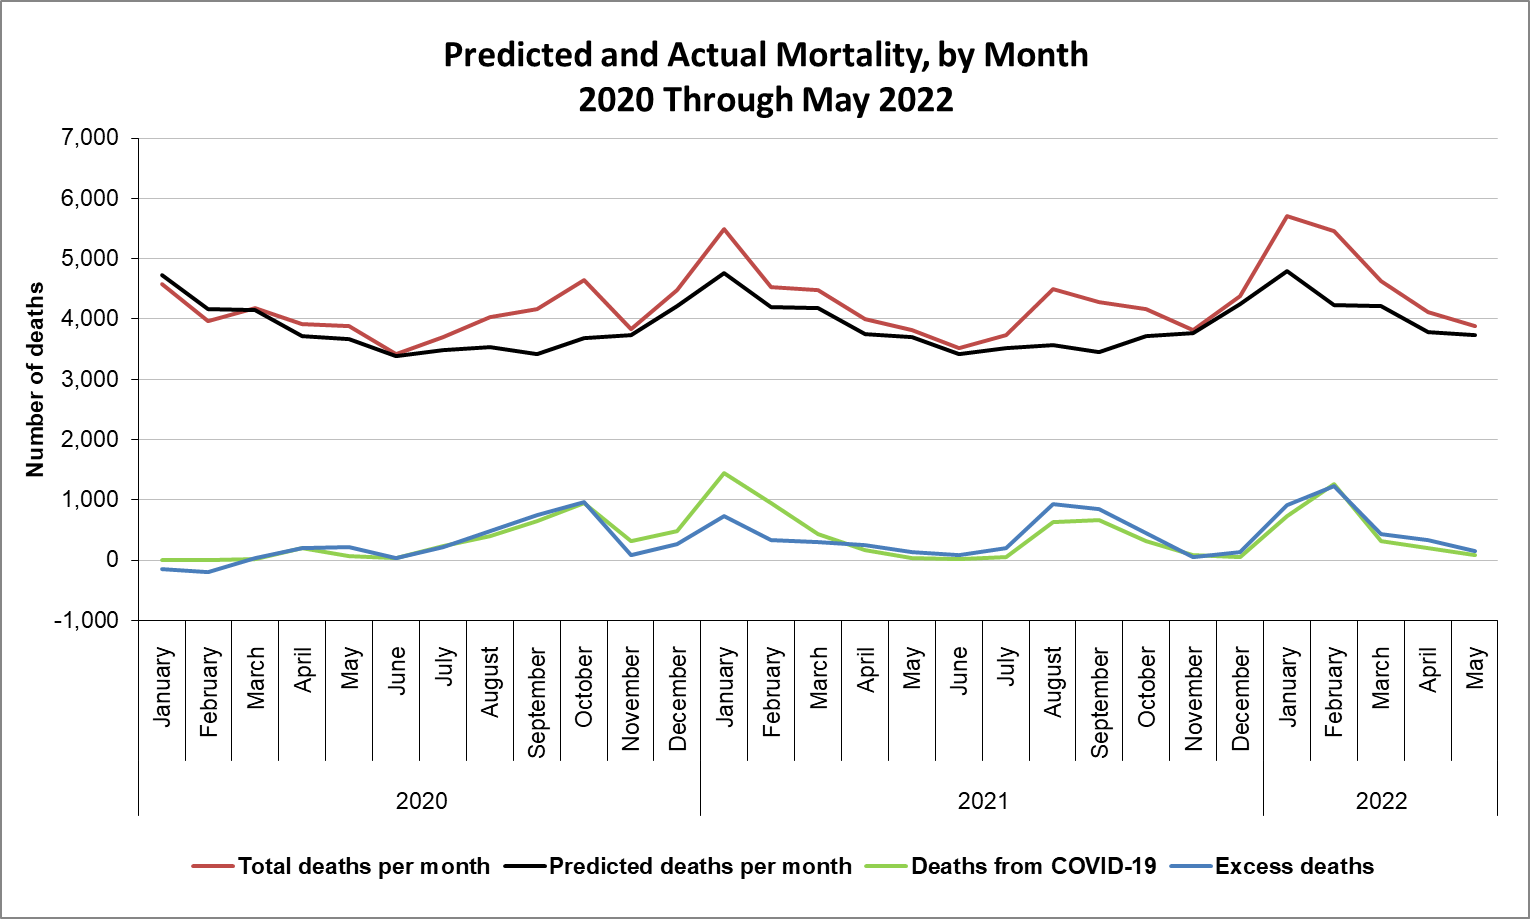 Predicted and Actual Mortality, by Month
2020 Through May 2022
Number of deaths
7,000
6,000
5,000
4,000
3,000
2,000
1,000
0
-1,000
January
February
March
April
May
June
July
August
September
October
November
December
January
February
March
April
May
June
July
August
September
October
November
December
January
February
March
April
May
2020
2021
2022
Total deaths per month
Predicted deaths per month
Deaths from COVID-19
Excess deaths